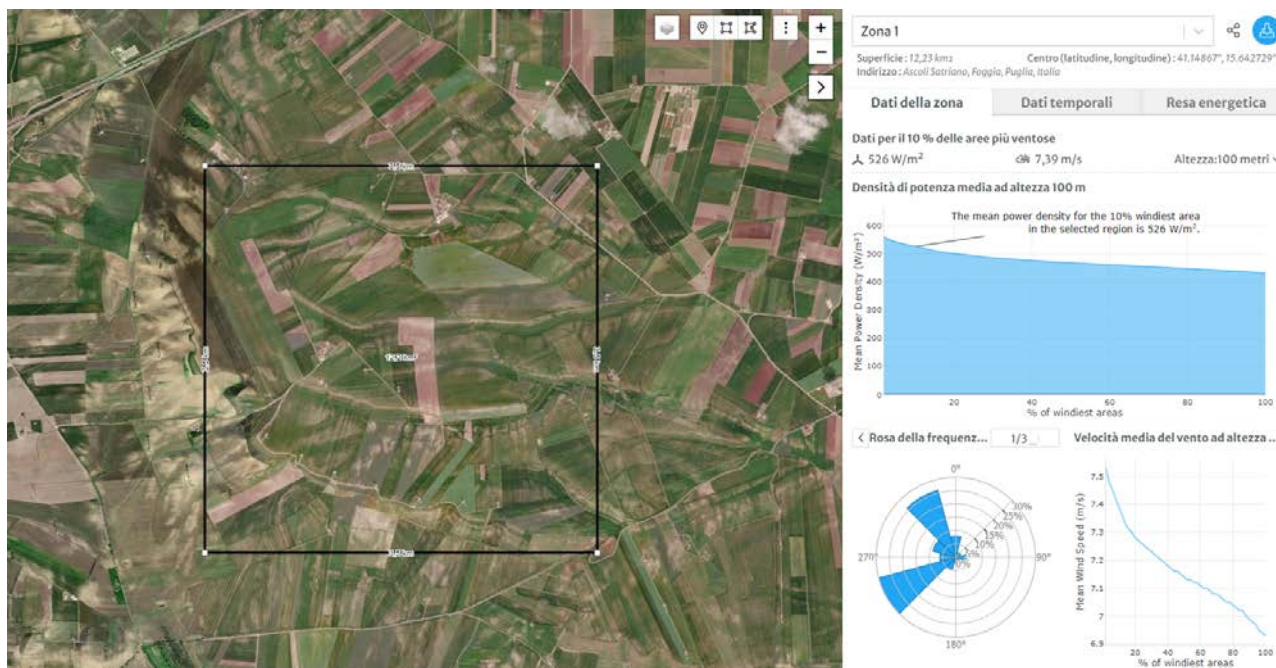 Zona 1
Superficie : 12,23 km2 Centro (latitudine, longitudine) : 41.14867°, 15.642729°
Indirizzo : Ascoli Satriano, Foggia, Puglia, Italia
Dati della zona Dati temporali Resa energetica
Dati per il 10 % delle aree più ventose
526 W/m² 7,39 m/s Altezza:100 metri
Densità di potenza media ad altezza 100 m
The mean power density for the 10% windiest area
in the selected region is 526 W/m².
Mean Power Density (W/m²)
600
500
400
300
200
100
0
20 40 60 80 100
% of windiest areas
Rosa della frequenz... 1/3
0°
90°
180°
270°
30%
25%
20%
15%
10%
5%
0%
Velocità media del vento ad altezza ...
Mean Wind Speed (m/s)
7.5
7.4
7.3
7.2
7.1
7
6.9
0 20 40 60 80 100
% of windiest areas